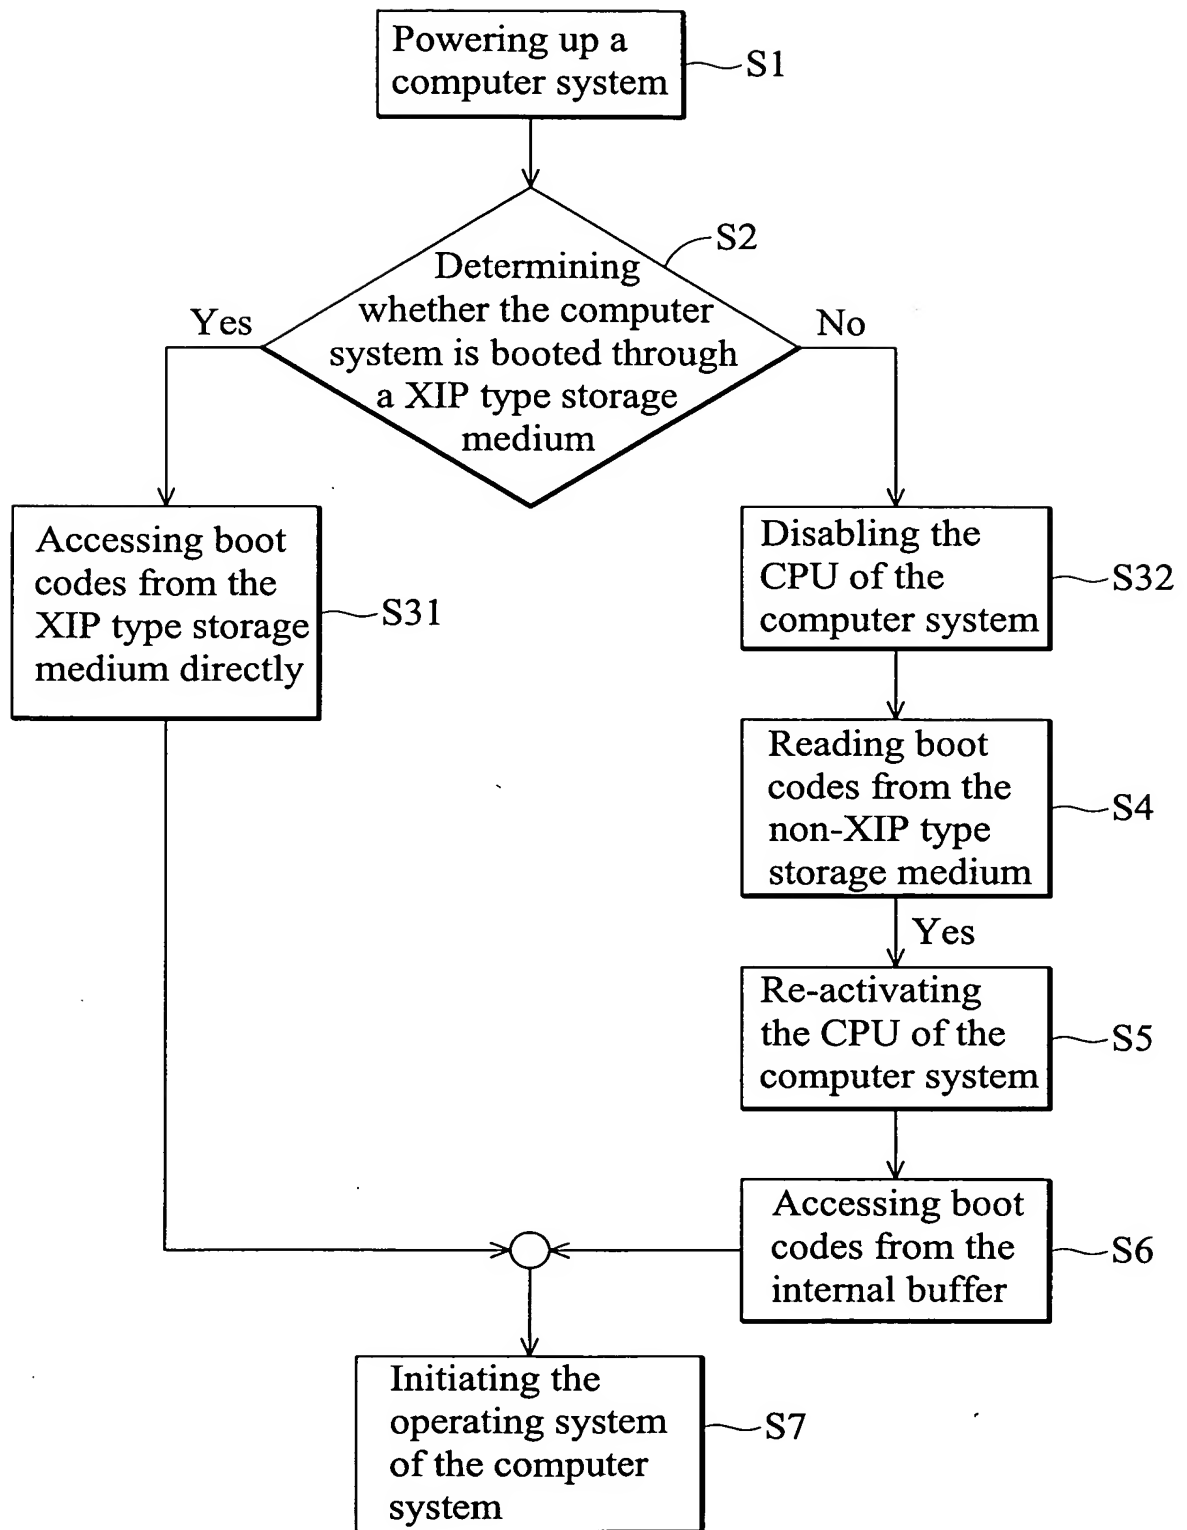 Powering up a
computer system
S1
S2
Determining
whether the computer
system is booted through
a XIP type storage
medium
Yes
No
Accessing boot
codes from the
XIP type storage
medium directly
S31
Disabling the
CPU of the
computer system
S32
Reading boot
codes from the
non-XIP type
storage medium
S4
Yes
Re-activating
the CPU of the
computer system
S5
Accessing boot
codes from the
internal buffer
S6
Initiating the
operating system
of the computer
system
S7